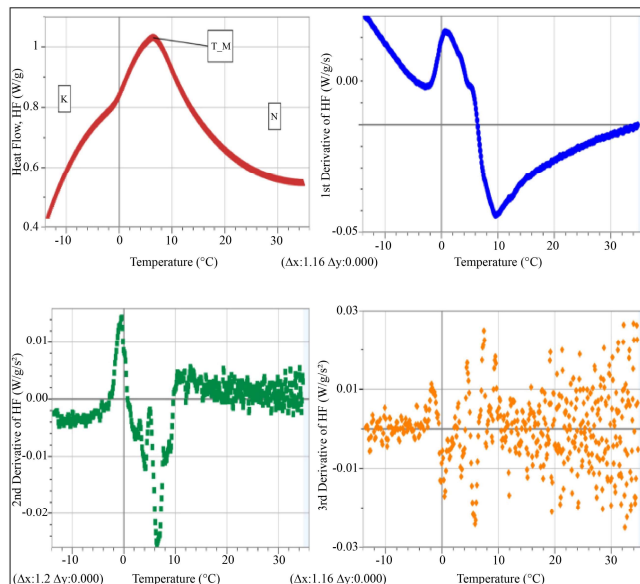 Heat Flow, HF (W/g)
1
0.8
0.6
0.4
K
T_M
N
-10
0
10
20
30
Temperature (°C)
(Δx:1.16 Δy:0.000)
1st Derivative of HF (W/g/s)
0.00
-0.05
-10
0
10
20
30
Temperature (°C)
2nd Derivative of HF (W/g/s²)
0.01
0.00
-0.01
-0.02
-10
0
10
20
30
(Δx:1.2 Δy:0.000)
Temperature (°C)
3rd Derivative of HF (W/g/s²)
0.03
0.01
-0.01
-0.03
-10
0
10
20
30
(Δx:1.16 Δy:0.000)
Temperature (°C)